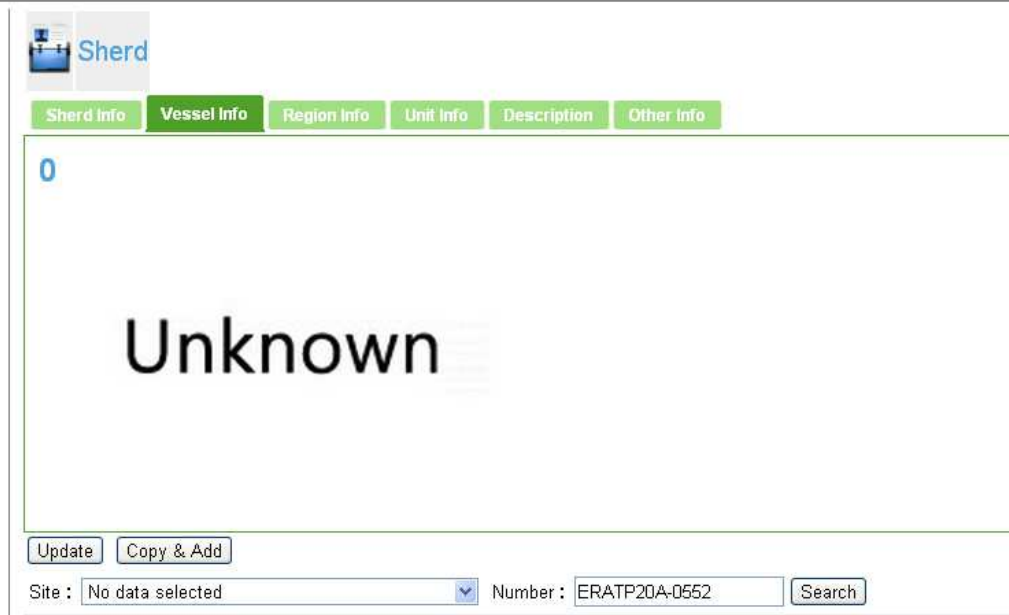 Sherd
Sherd Info Vessel Info Region Info Unit Info Description Other Info
0
Unknown
Update Copy & Add
Site : No data selected Number : ERATP20A-0552 Search